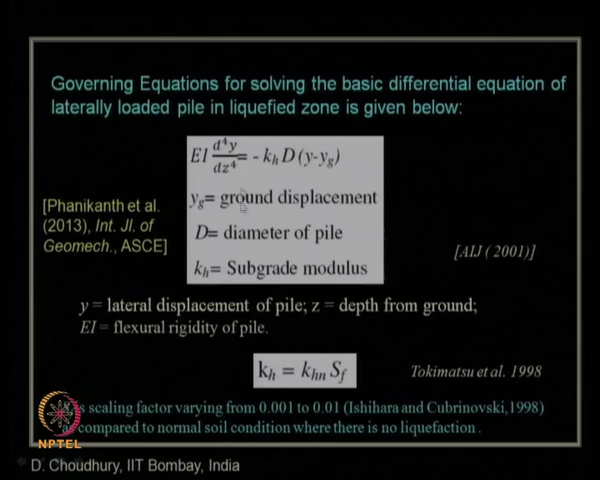 Governing Equations for solving the basic differential equation of
laterally loaded pile in liquefied zone is given below:
EI d⁴y/dz⁴ = - kₕ D (y-y_g)
[Phanikanth et al. (2013), Int. Jl. of Geomech., ASCE]
y_g= ground displacement
D= diameter of pile
kₕ= Subgrade modulus
[AIJ (2001)]
y = lateral displacement of pile; z = depth from ground;
EI = flexural rigidity of pile.
kₕ = kₕₙ S_f
Tokimatsu et al. 1998
s scaling factor varying from 0.001 to 0.01 (Ishihara and Cubrinovski,1998)
as compared to normal soil condition where there is no liquefaction .
NPTEL
D. Choudhury, IIT Bombay, India